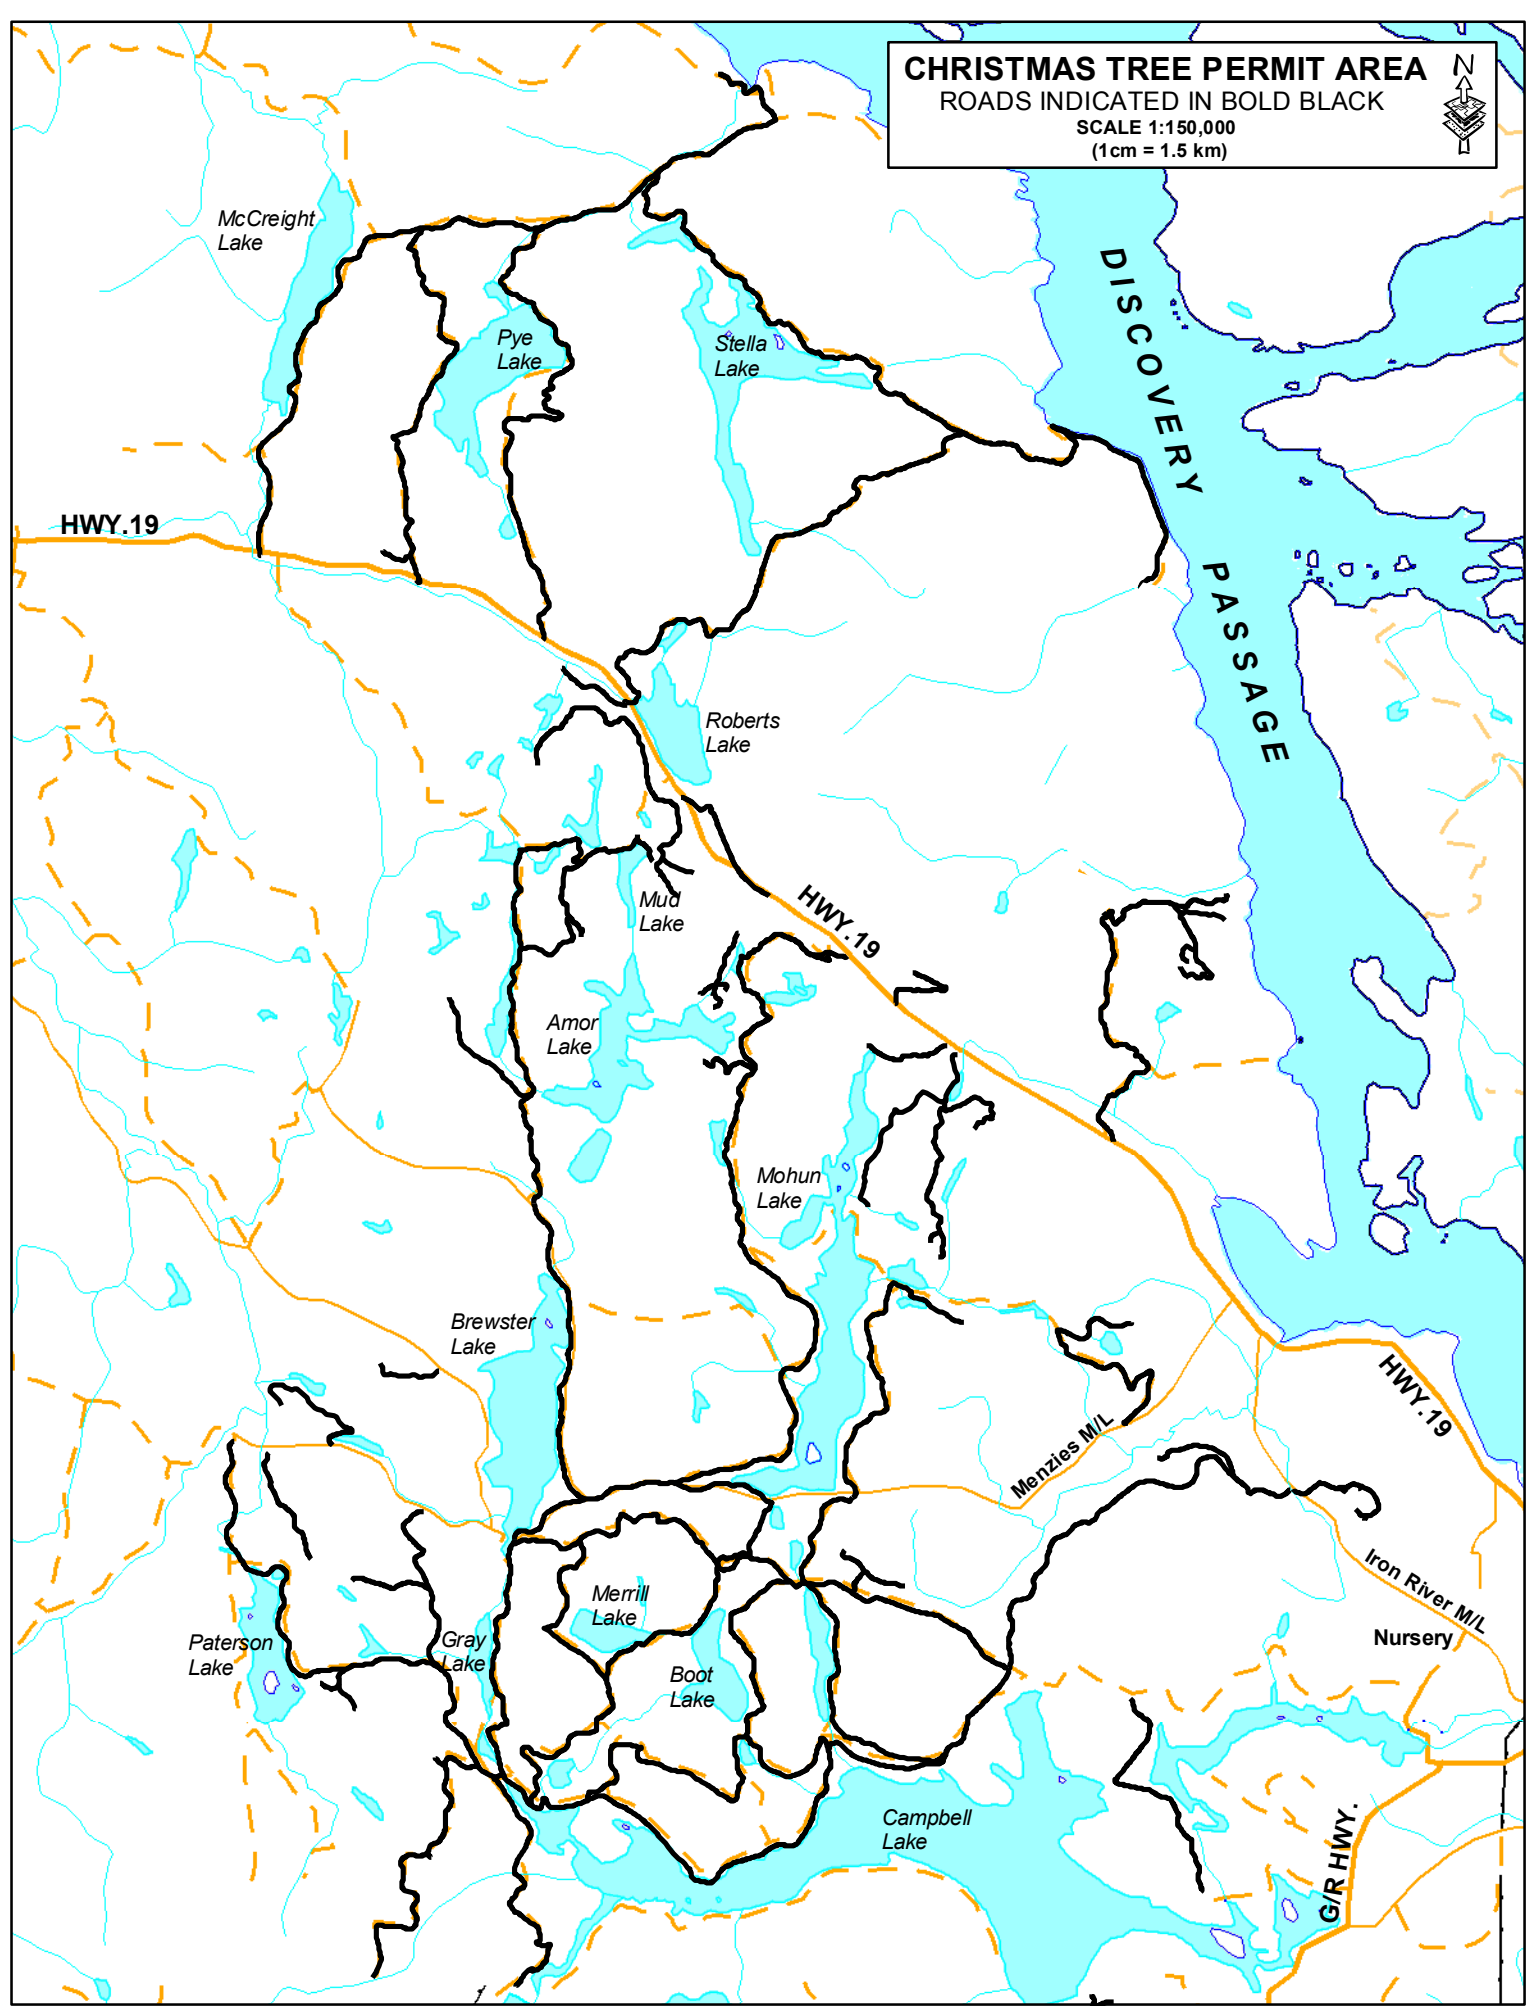 CHRISTMAS TREE PERMIT AREA
ROADS INDICATED IN BOLD BLACK
SCALE 1:150,000
(1cm = 1.5 km)
N
McCreight
Lake
DISCOVERY PASSAGE
Pye
Lake
Stella
Lake
HWY.19
Roberts
Lake
Mud
Lake
HWY.19
Amor
Lake
Mohun
Lake
Brewster
Lake
HWY.19
Menzies M/L
Iron River M/L
Merrill
Lake
Nursery
Paterson
Lake
Gray
Lake
Boot
Lake
Campbell
Lake
G/R HWY.